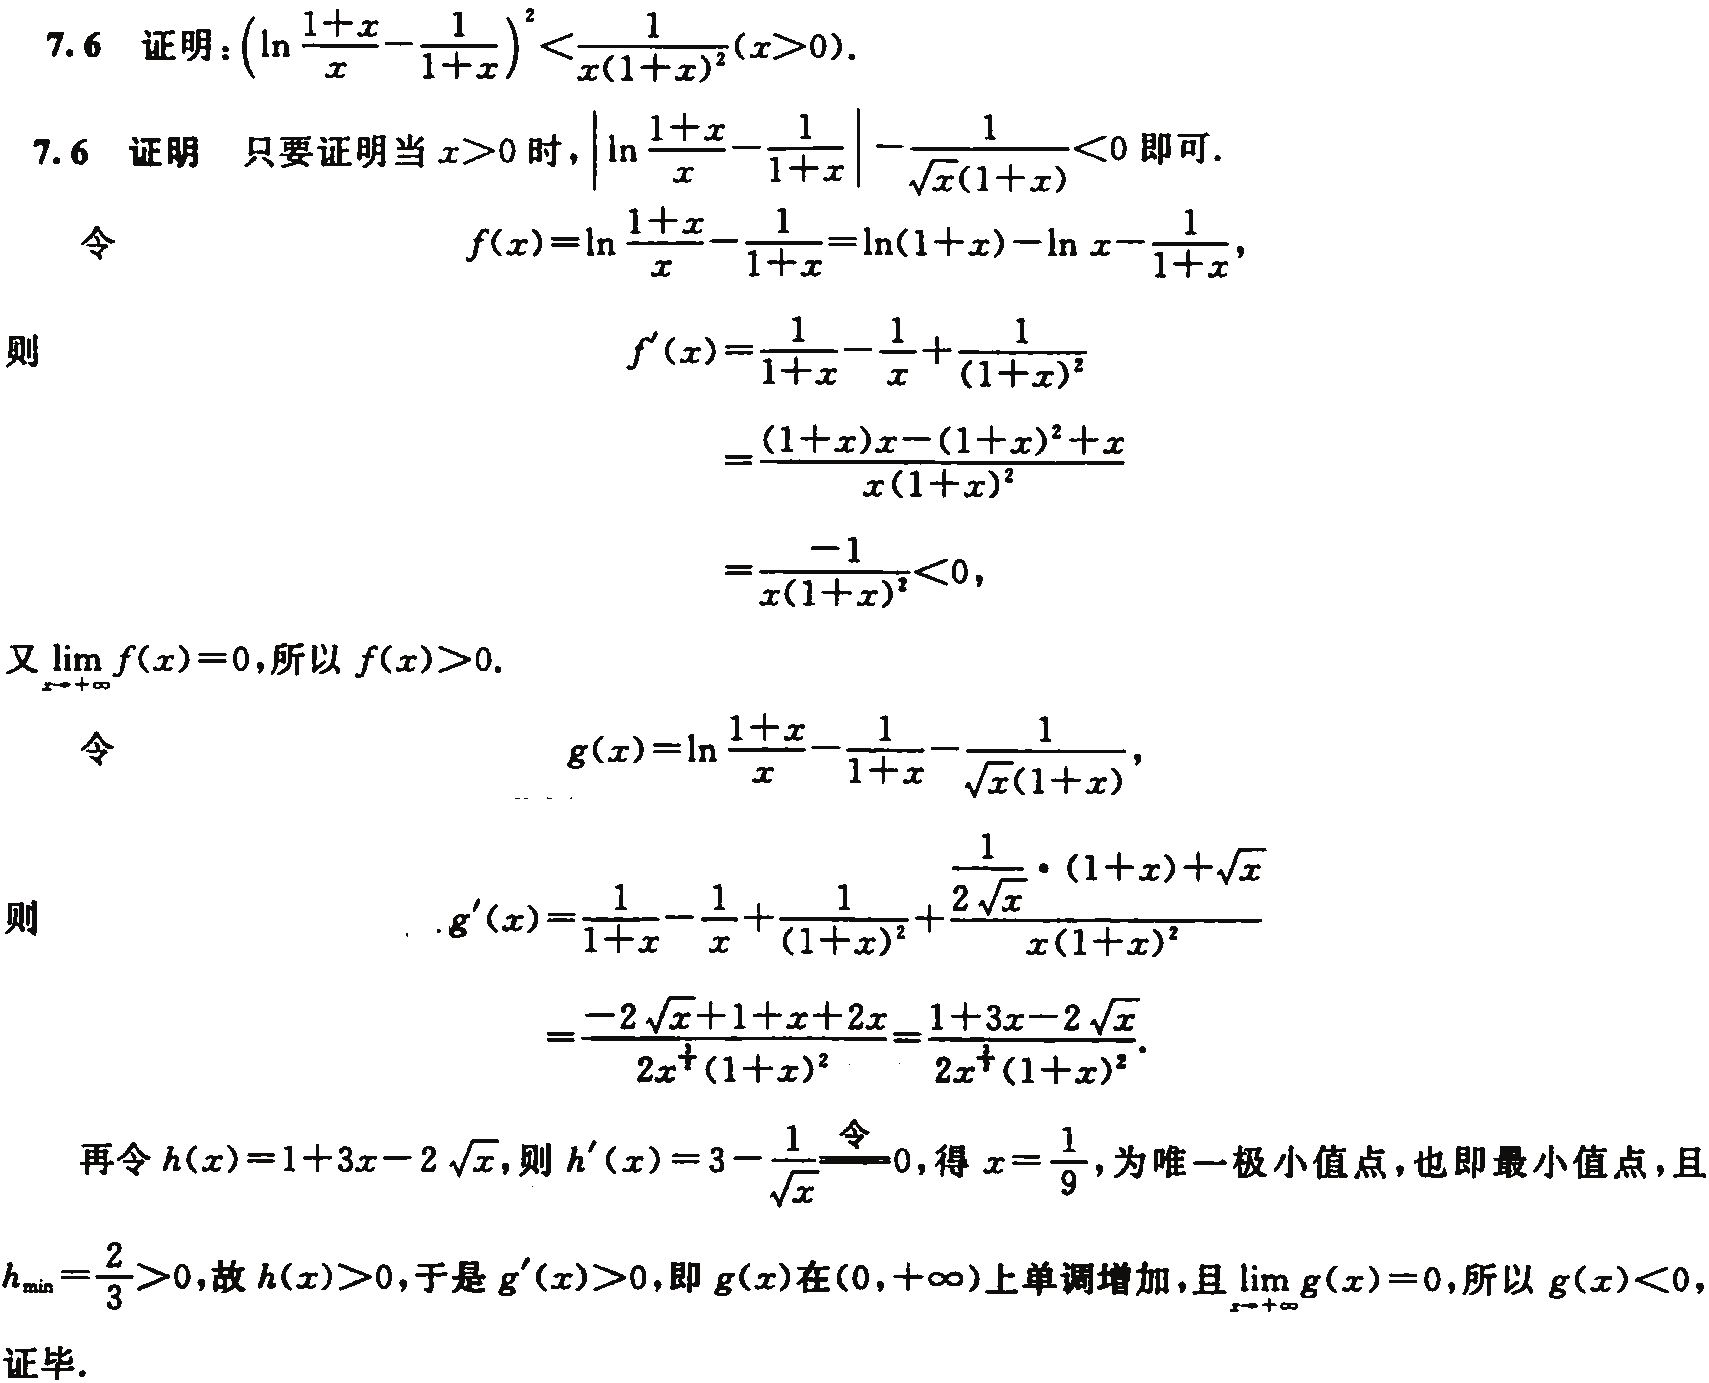 7.6 证明:$\left(\ln\frac{1+x}{x}-\frac{1}{1+x}\right)^2<\frac{1}{x(1+x)^2}(x>0)$.
7.6 证明 只要证明当 $x>0$ 时,$\left|\ln\frac{1+x}{x}-\frac{1}{1+x}\right|-\frac{1}{\sqrt{x}(1+x)}<0$ 即可.
令 $f(x)=\ln\frac{1+x}{x}-\frac{1}{1+x}=\ln(1+x)-\ln x-\frac{1}{1+x}$,
则 $f'(x)=\frac{1}{1+x}-\frac{1}{x}+\frac{1}{(1+x)^2}$
$=\frac{(1+x)x-(1+x)^2+x}{x(1+x)^2}$
$=\frac{-1}{x(1+x)^2}<0$,
又 $\lim_{x\to+\infty}f(x)=0$,所以 $f(x)>0$.
令 $g(x)=\ln\frac{1+x}{x}-\frac{1}{1+x}-\frac{1}{\sqrt{x}(1+x)}$,
则 $g'(x)=\frac{1}{1+x}-\frac{1}{x}+\frac{1}{(1+x)^2}+\frac{\frac{1}{2\sqrt{x}}\cdot(1+x)+\sqrt{x}}{x(1+x)^2}$
$=\frac{-2\sqrt{x}+1+x+2x}{2x^{\frac{3}{2}}(1+x)^2}=\frac{1+3x-2\sqrt{x}}{2x^{\frac{3}{2}}(1+x)^2}$.
再令 $h(x)=1+3x-2\sqrt{x}$,则 $h'(x)=3-\frac{1}{\sqrt{x}}\overset{令}{=}0$,得 $x=\frac{1}{9}$,为唯一极小值点,也即最小值点,且
$h_{\min}=\frac{2}{3}>0$,故 $h(x)>0$,于是 $g'(x)>0$,即 $g(x)$在$(0,+\infty)$上单调增加,且 $\lim_{x\to+\infty}g(x)=0$,所以 $g(x)<0$,
证毕.